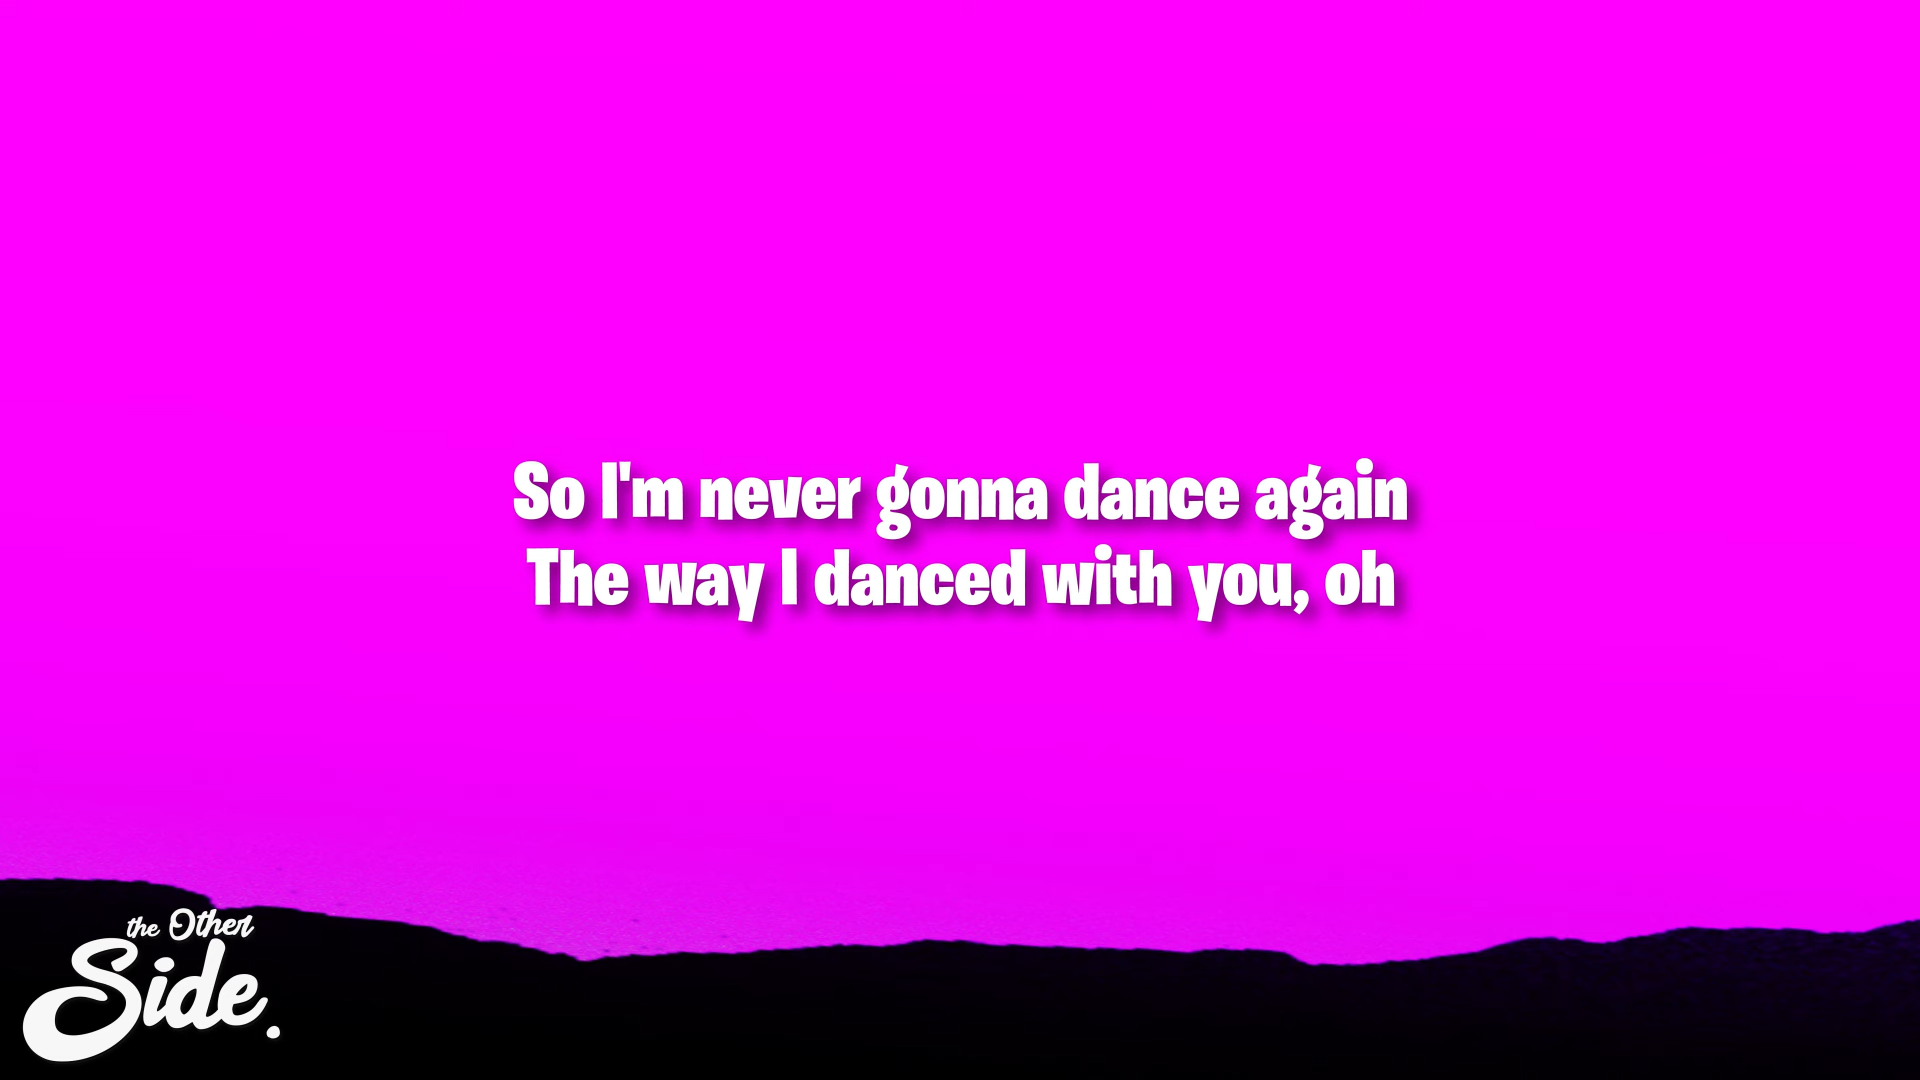 So I'm never gonna dance again
The way I danced with you, oh
the Other
Side.